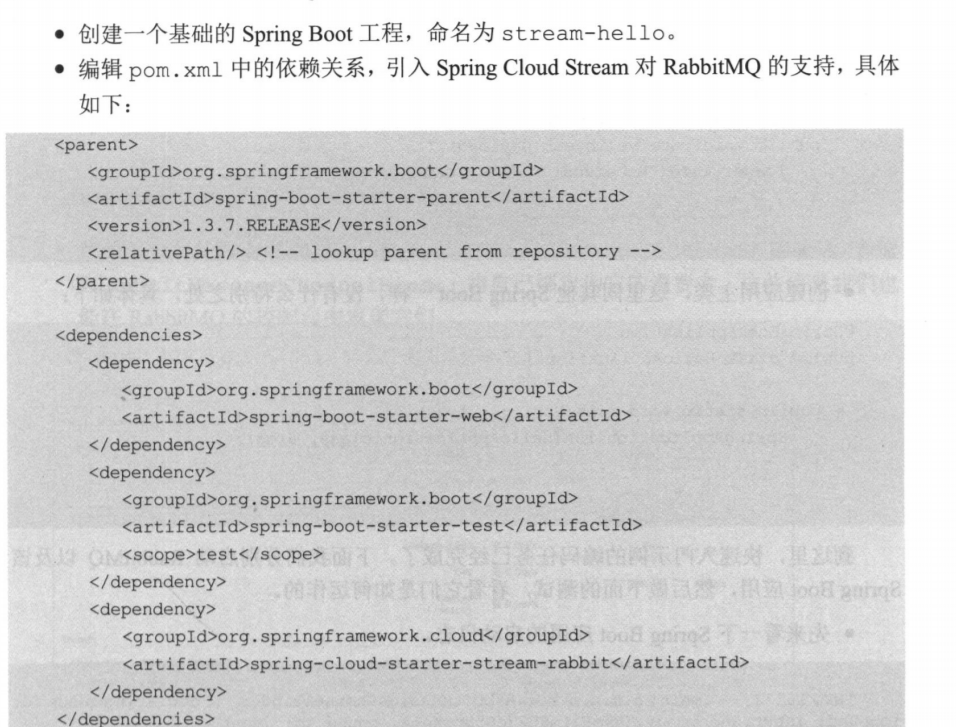 • 创建一个基础的 Spring Boot 工程，命名为 stream-hello。
• 编辑 pom.xml 中的依赖关系，引入 Spring Cloud Stream 对 RabbitMQ 的支持，具体
如下：
<parent>
<groupId>org.springframework.boot</groupId>
<artifactId>spring-boot-starter-parent</artifactId>
<version>1.3.7.RELEASE</version>
<relativePath/> <!-- lookup parent from repository -->
</parent>
<dependencies>
<dependency>
<groupId>org.springframework.boot</groupId>
<artifactId>spring-boot-starter-web</artifactId>
</dependency>
<dependency>
<groupId>org.springframework.boot</groupId>
<artifactId>spring-boot-starter-test</artifactId>
<scope>test</scope>
</dependency>
<dependency>
<groupId>org.springframework.cloud</groupId>
<artifactId>spring-cloud-starter-stream-rabbit</artifactId>
</dependency>
</dependencies>